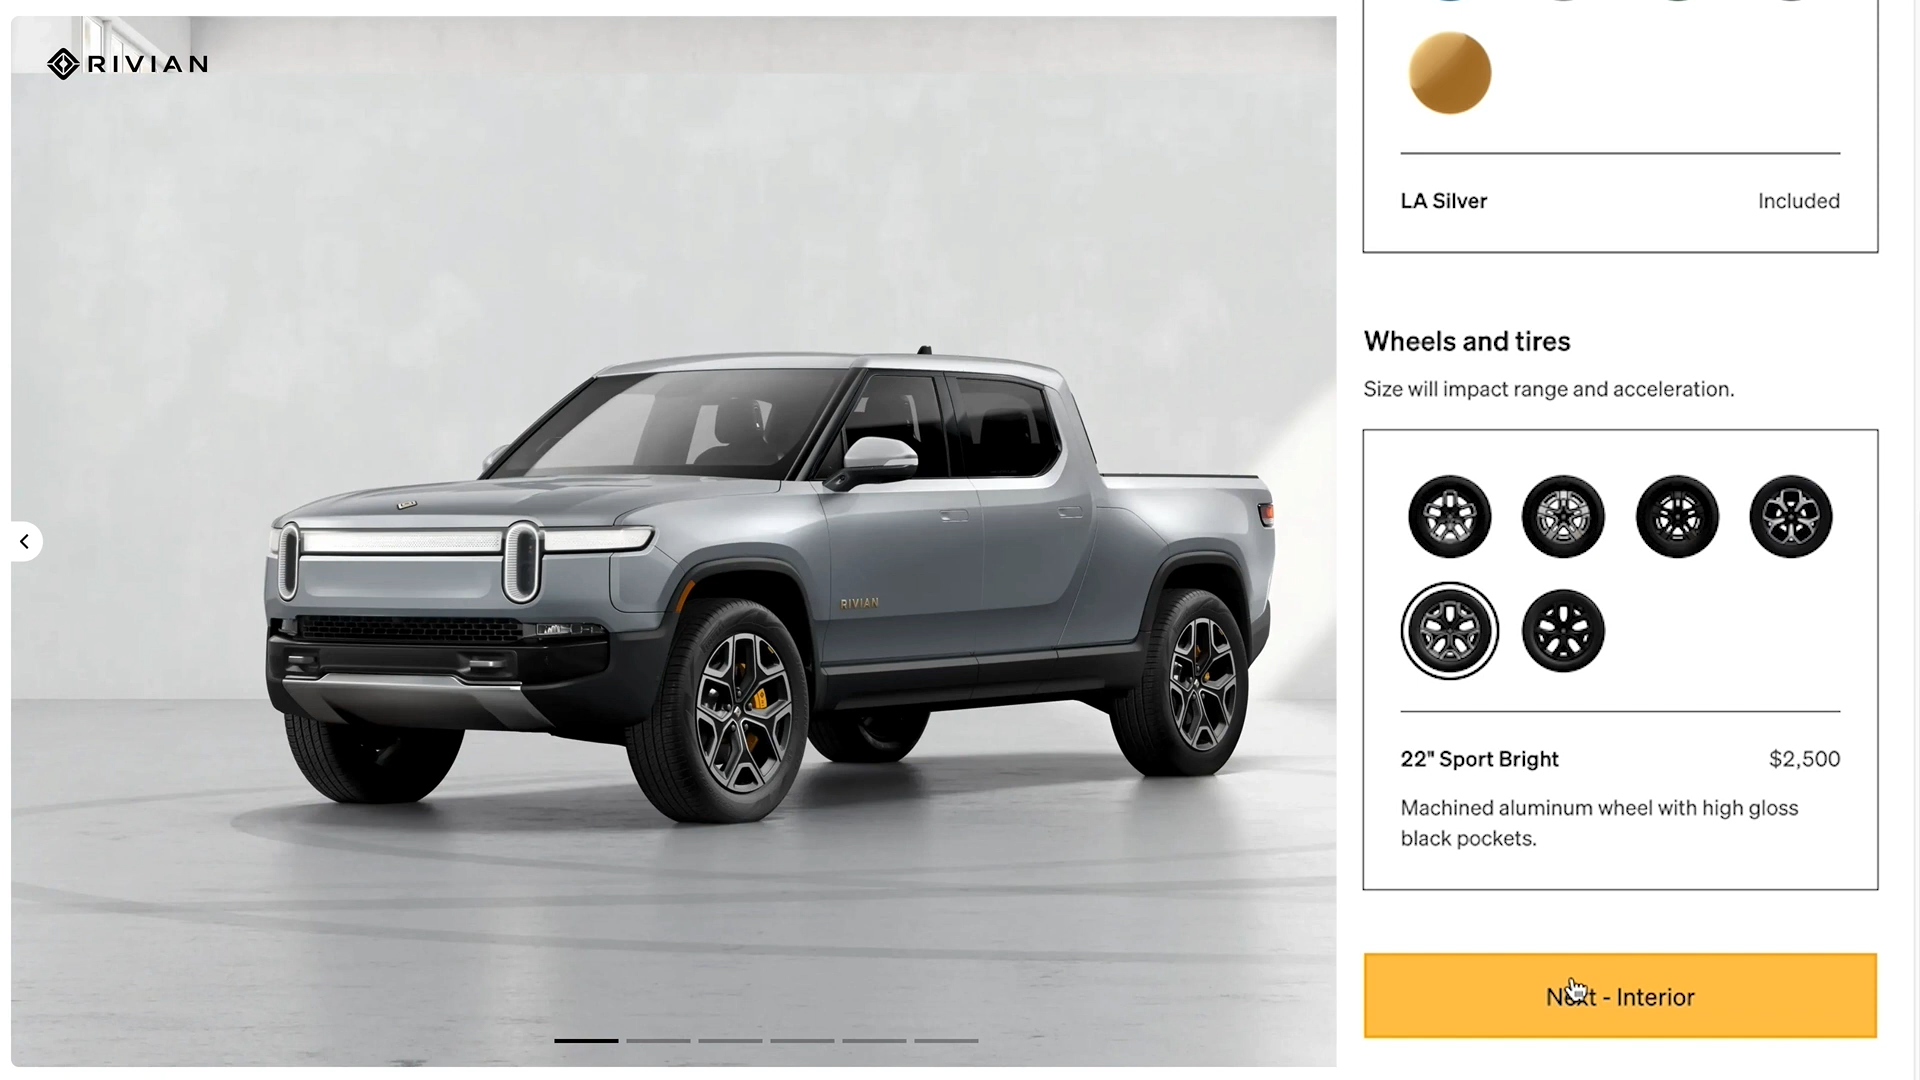 RIVIAN
RIVIAN
LA Silver Included
Wheels and tires
Size will impact range and acceleration.
22" Sport Bright $2,500
Machined aluminum wheel with high gloss
black pockets.
Next - Interior